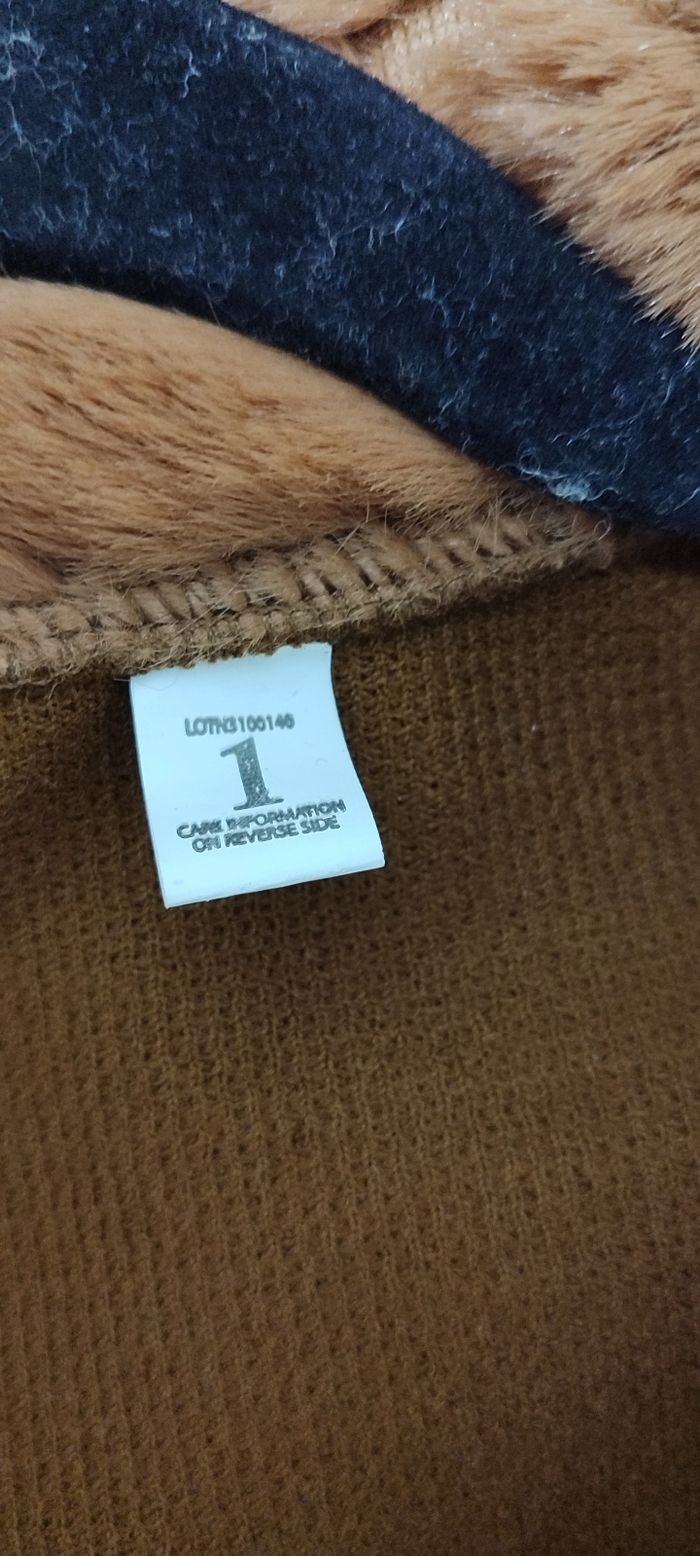 LOTH3100140
1
CARE INFORMATION
ON REVERSE SIDE